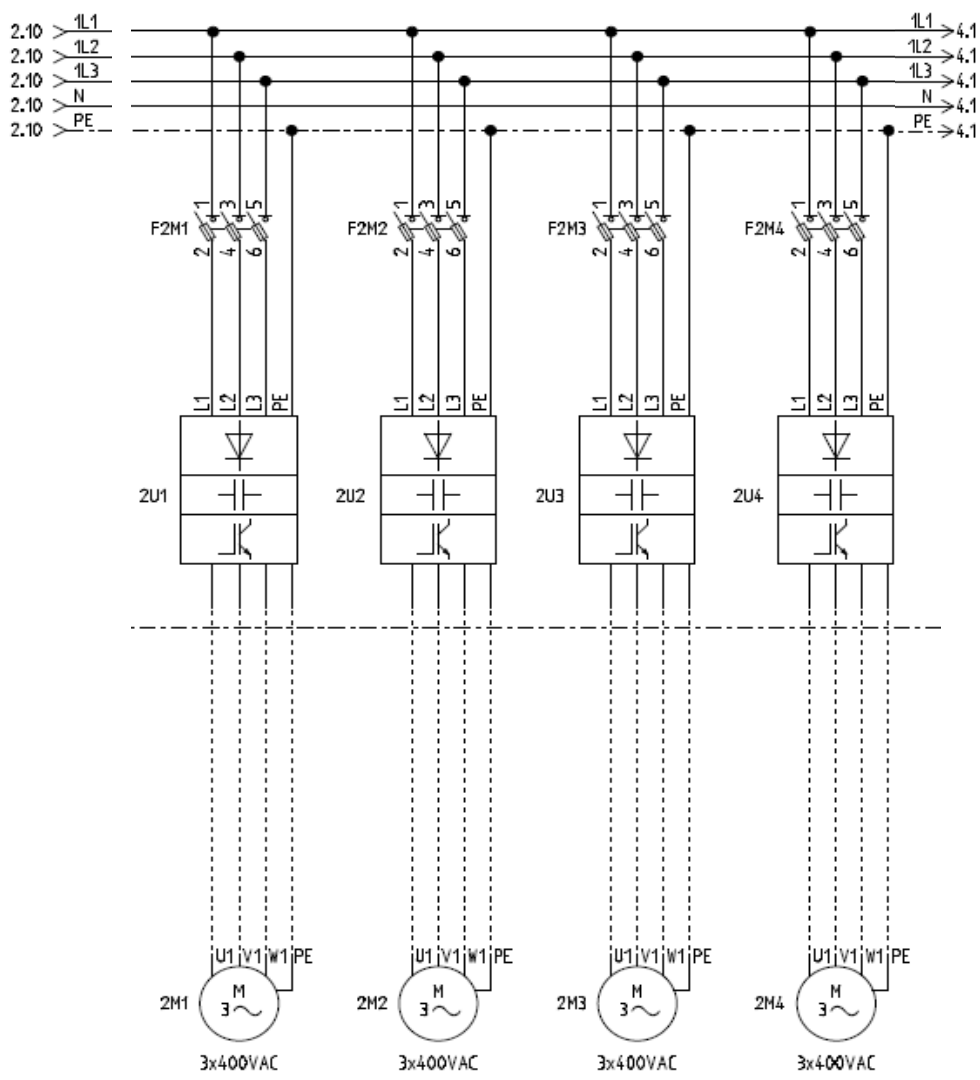 2.10 1L1 1L1 4.1
2.10 1L2 1L2 4.1
2.10 1L3 1L3 4.1
2.10 N N 4.1
2.10 PE PE 4.1
1 3 5 1 3 5 1 3 5 1 3 5
F2M1 F2M2 F2M3 F2M4
2 4 6 2 4 6 2 4 6 2 4 6
L1 L2 L3 PE L1 L2 L3 PE L1 L2 L3 PE L1 L2 L3 PE
2U1 2U2 2U3 2U4
U1 V1 W1 PE U1 V1 W1 PE U1 V1 W1 PE U1 V1 W1 PE
M M M M
2M1 3 2M2 3 2M3 3 2M4 3
3x400VAC 3x400VAC 3x400VAC 3x400VAC